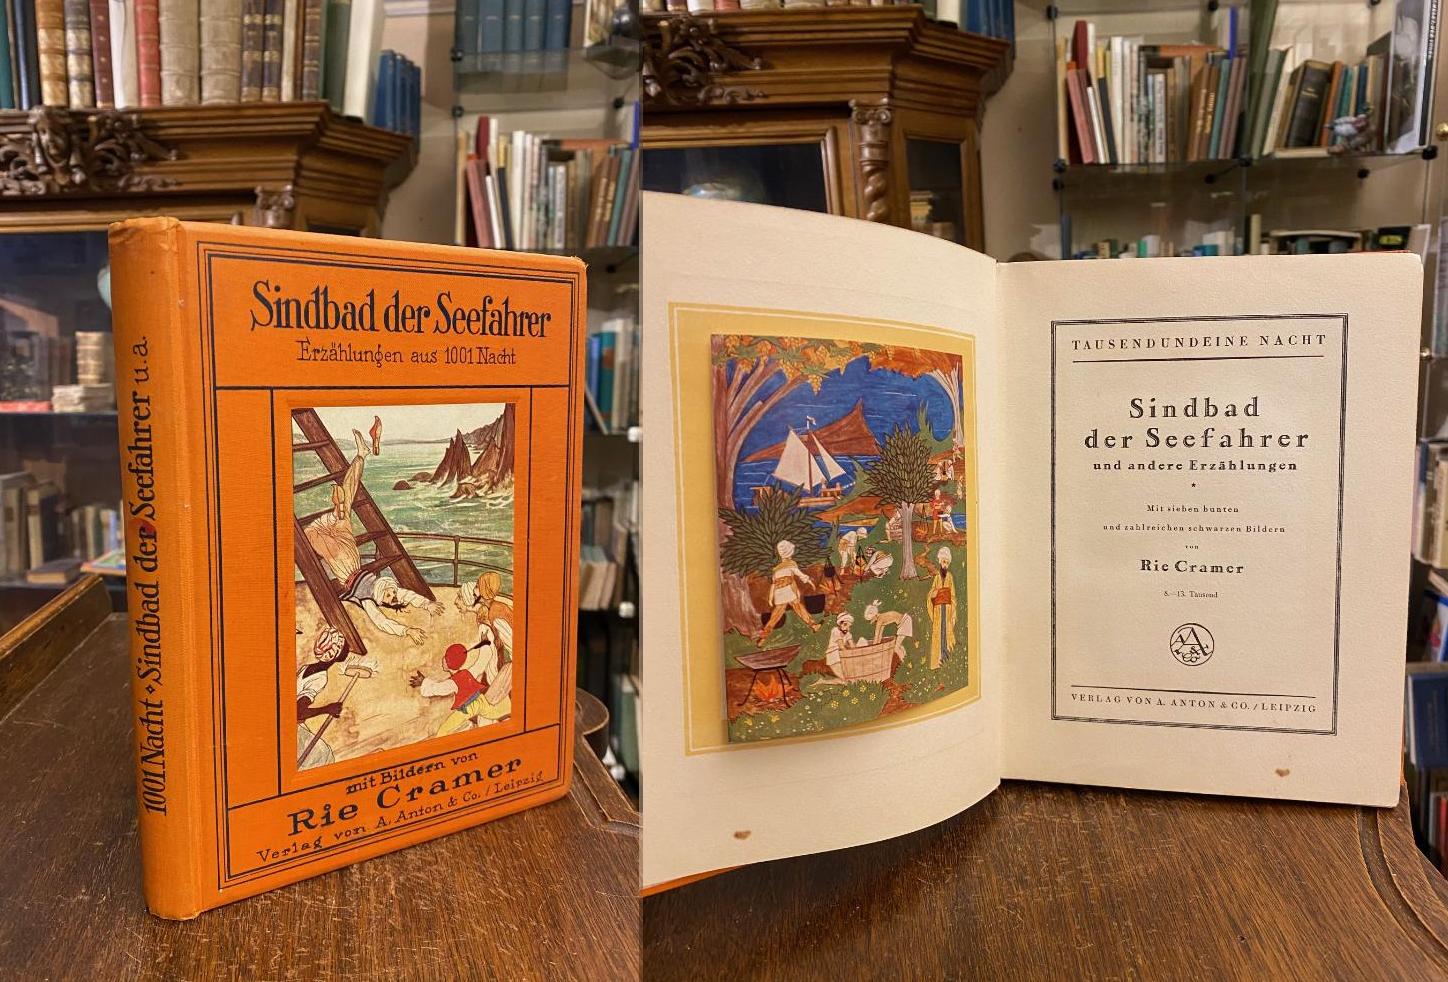 1001 Nacht ⬥ Sindbad der Seefahrer u. a.
Sindbad der Seefahrer
Erzählungen aus 1001 Nacht
mit Bildern von
Rie Cramer
Verlag von A. Anton & Co. / Leipzig
TAUSENDUNDEINE NACHT
Sindbad
der Seefahrer
und andere Erzählungen
*
Mit sieben bunten
und zahlreichen schwarzen Bildern
von
Rie Cramer
8.—13. Tausend
VERLAG VON A. ANTON & CO. / LEIPZIG